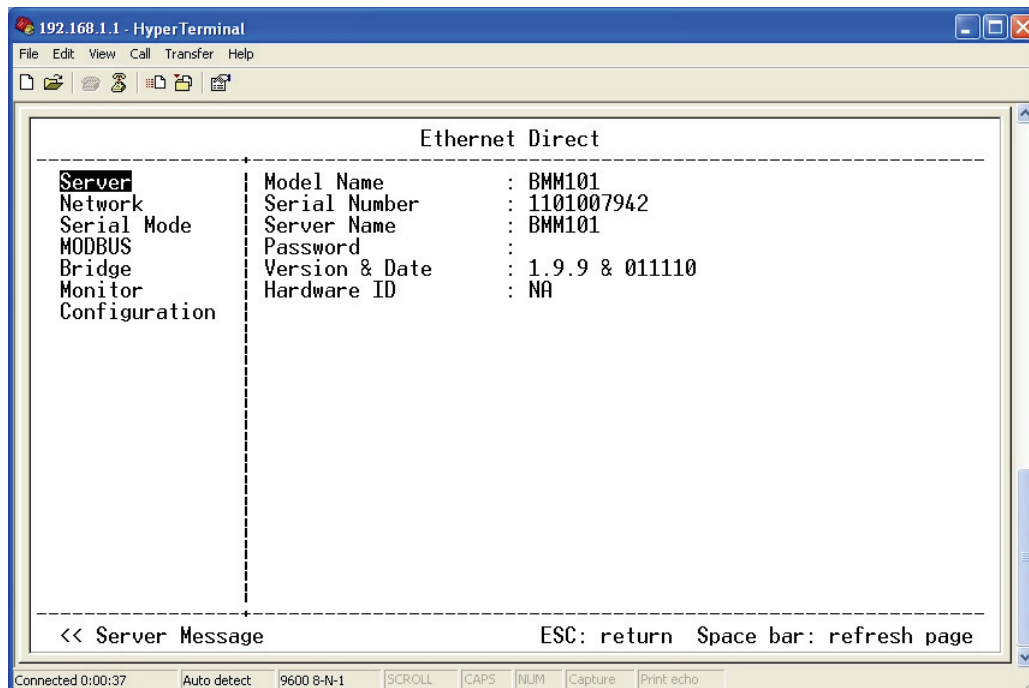 192.168.1.1 - HyperTerminal
File Edit View Call Transfer Help
Ethernet Direct
Server Model Name : BMM101
Network Serial Number : 1101007942
Serial Mode Server Name : BMM101
MODBUS Password :
Bridge Version & Date : 1.9.9 & 011110
Monitor Hardware ID : NA
Configuration
<< Server Message ESC: return Space bar: refresh page
Connected 0:00:37 Auto detect 9600 8-N-1 SCROLL CAPS NUM Capture Print echo